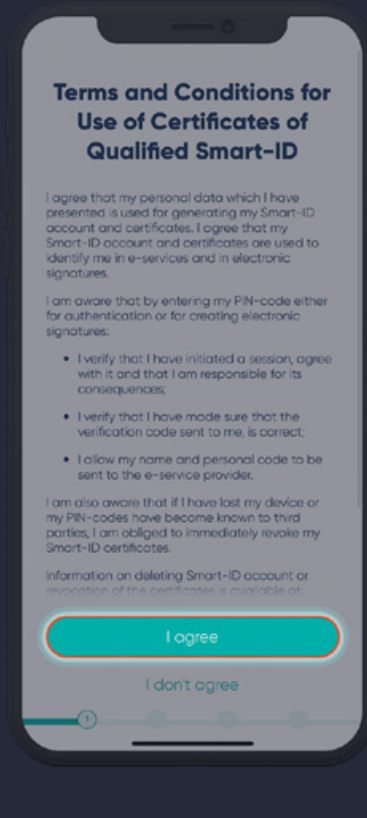 Terms and Conditions for
Use of Certificates of
Qualified Smart-ID
I agree that my personal data which I have
presented is used for generating my Smart-ID
account and certificates. I agree that my
Smart-ID account and certificates are used to
identify me in e-services and in electronic
signatures.
I am aware that by entering my PIN-code either
for authentication or for creating electronic
signatures:
• I verify that I have initiated a session, agree
with it and that I am responsible for its
consequences;
• I verify that I have made sure that the
verification code sent to me, is correct;
• I allow my name and personal code to be
sent to the e-service provider.
I am also aware that if I have lost my device or
my PIN-codes have become known to third
parties, I am obliged to immediately revoke my
Smart-ID certificates.
Information on deleting Smart-ID account or
revocation of the certificates is available at:
I agree
I don't agree
1